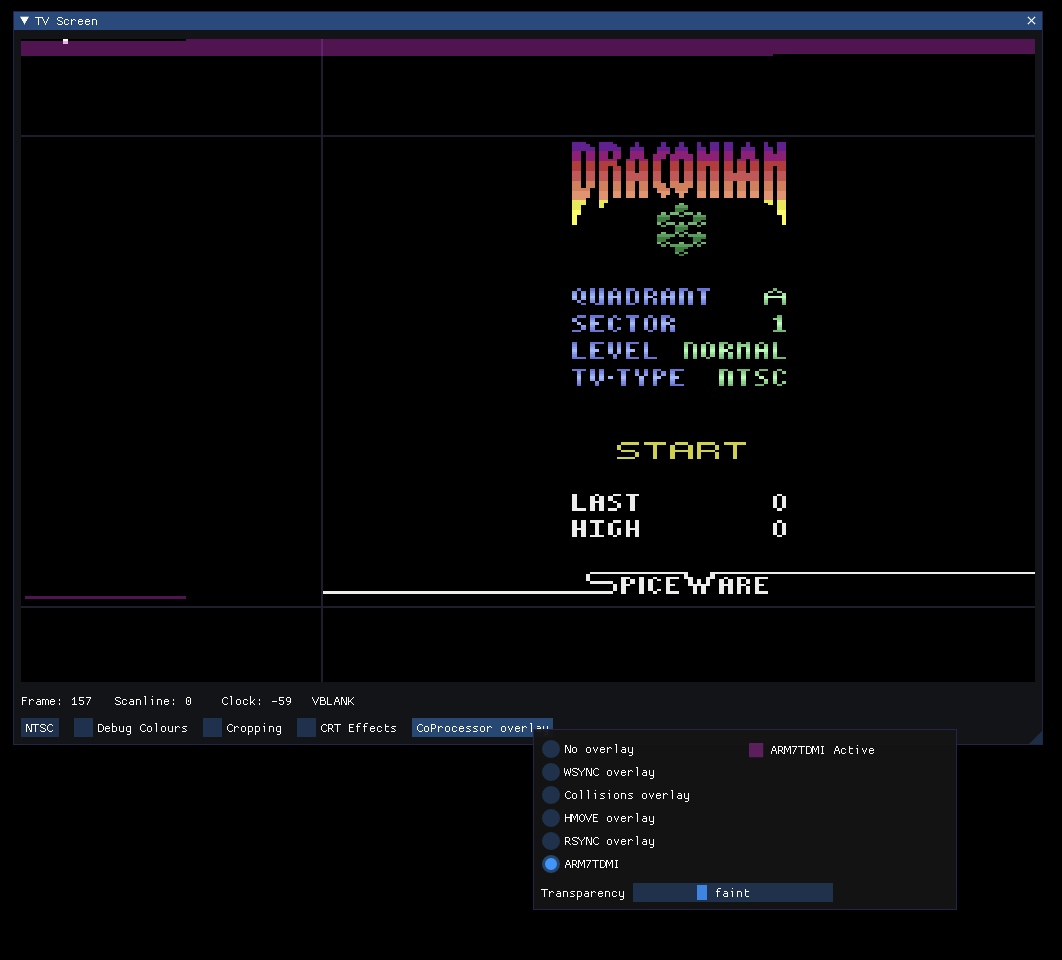 TV Screen
DRACONIAN
QUADRANT A
SECTOR 1
LEVEL NORMAL
TV-TYPE NTSC
START
LAST 0
HIGH 0
SPICEWARE
Frame: 157 Scanline: 0 Clock: -59 VBLANK
NTSC Debug Colours Cropping CRT Effects CoProcessor overlay
No overlay ARM7TDMI Active
WSYNC overlay
Collisions overlay
HMOVE overlay
RSYNC overlay
ARM7TDMI
Transparency faint